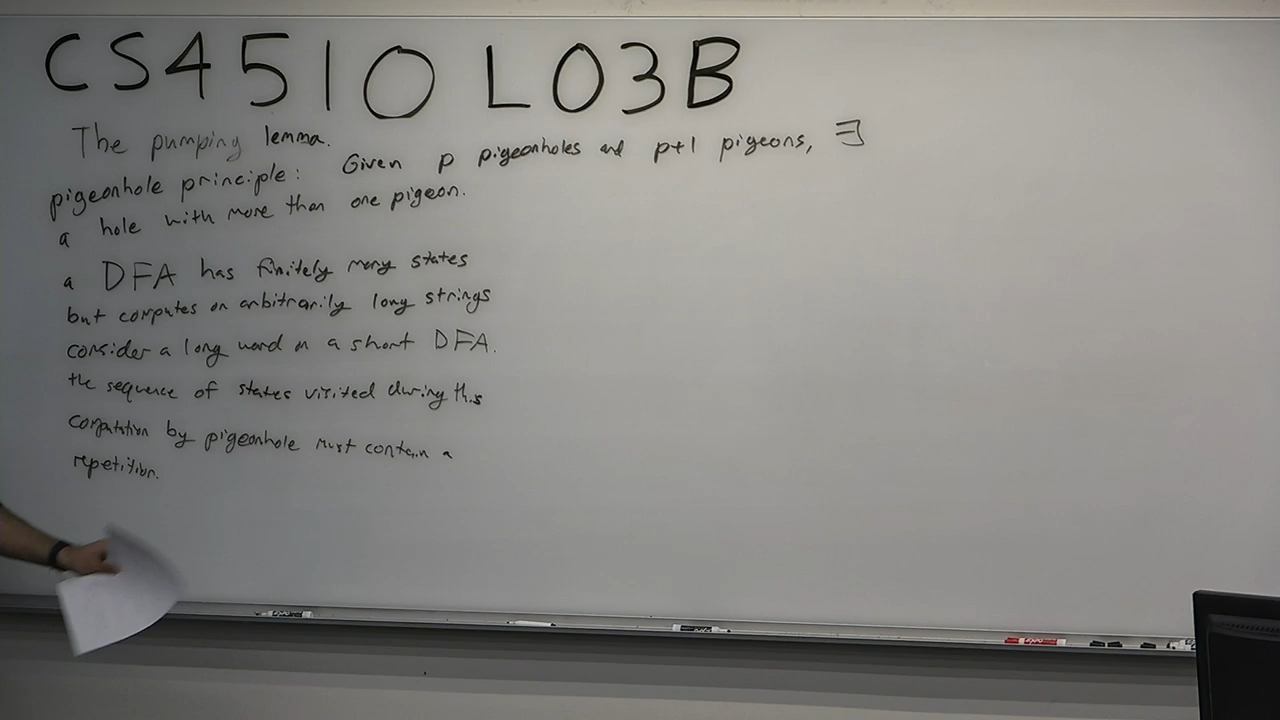 CS4510 L03B
The pumping lemma.
pigeonhole principle: Given p pigeonholes and p+1 pigeons, ∃
a hole with more than one pigeon.
a DFA has finitely many states
but computes on arbitrarily long strings
consider a long word on a short DFA.
the sequence of states visited during this
computation by pigeonhole must contain a
repetition.